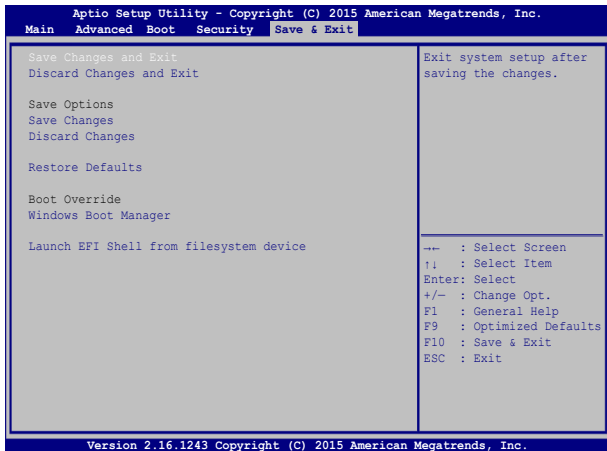 Aptio Setup Utility - Copyright (C) 2015 American Megatrends, Inc.
Main Advanced Boot Security Save & Exit
Save Changes and Exit
Discard Changes and Exit
Save Options
Save Changes
Discard Changes
Restore Defaults
Boot Override
Windows Boot Manager
Launch EFI Shell from filesystem device
Exit system setup after
saving the changes.
→← : Select Screen
↑↓ : Select Item
Enter: Select
+/— : Change Opt.
F1 : General Help
F9 : Optimized Defaults
F10 : Save & Exit
ESC : Exit
Version 2.16.1243 Copyright (C) 2015 American Megatrends, Inc.